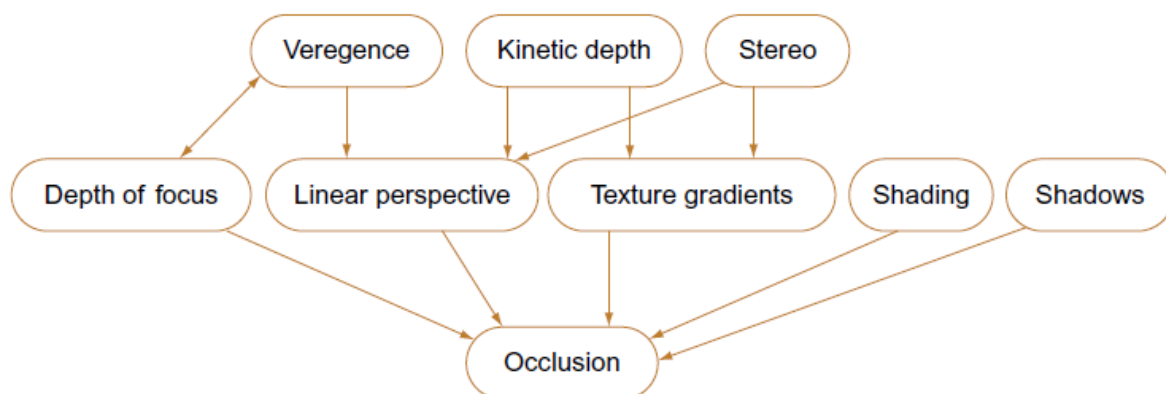 Veregence
Kinetic depth
Stereo
Depth of focus
Linear perspective
Texture gradients
Shading
Shadows
Occlusion